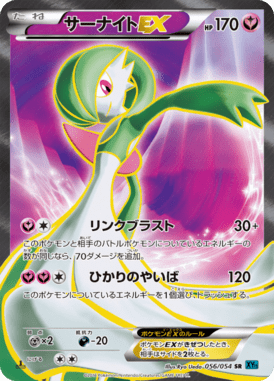 たね
サーナイトEX
HP170
リンクブラスト 30+
このポケモンと相手のバトルポケモンについているエネルギーの
数が同じなら、70ダメージを追加。
ひかりのやいば 120
このポケモンについているエネルギーを1個選び、トラッシュする。
×2
-20
ポケモンEXのルール
ポケモンEXがきぜつしたとき、
相手はサイドを2枚とる。
Illus. Ryo Ueda
056/054 SR XY